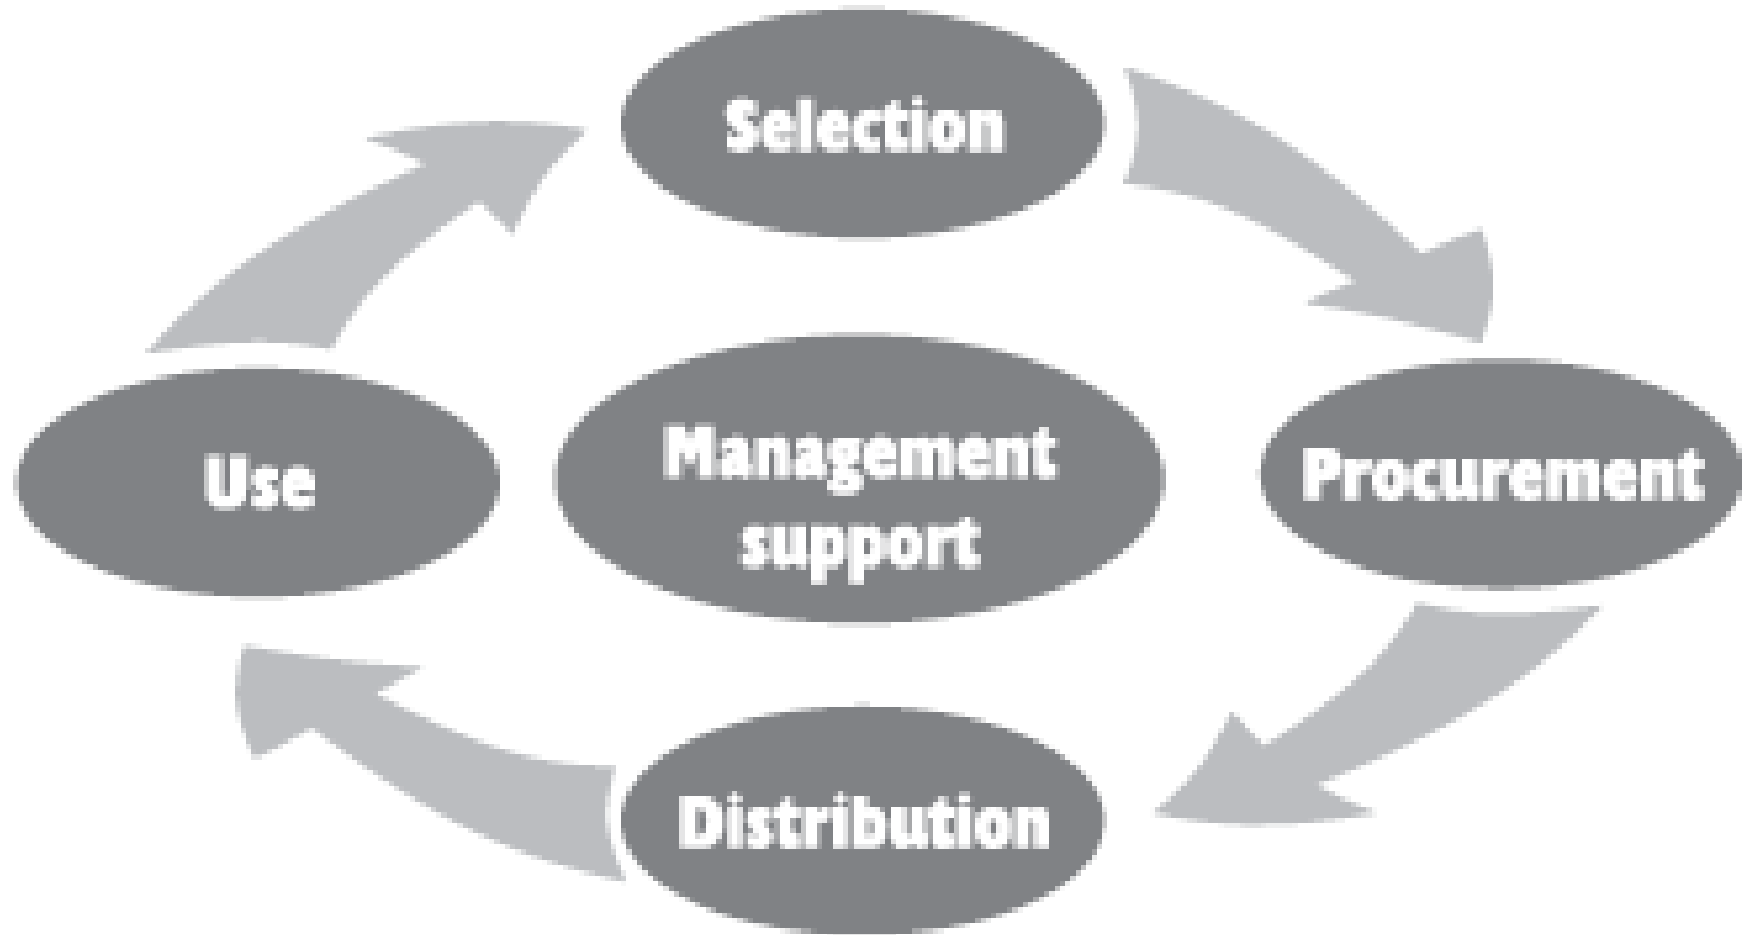 Selection
Use
Management
support
Procurement
Distribution